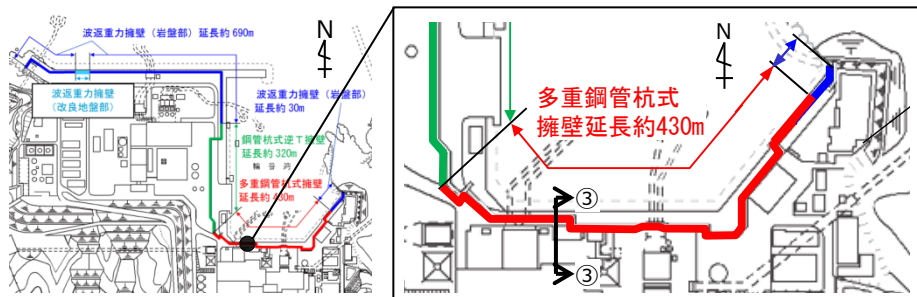 波返重力擁壁(岩盤部)延長約690m
N
波返重力擁壁
(改良地盤部)
波返重力擁壁(岩盤部)
延長約30m
鋼管杭式逆T擁壁
延長約320m
輪谷湾
多重鋼管杭式擁壁
延長約430m
N
多重鋼管杭式
擁壁延長約430m
③
③